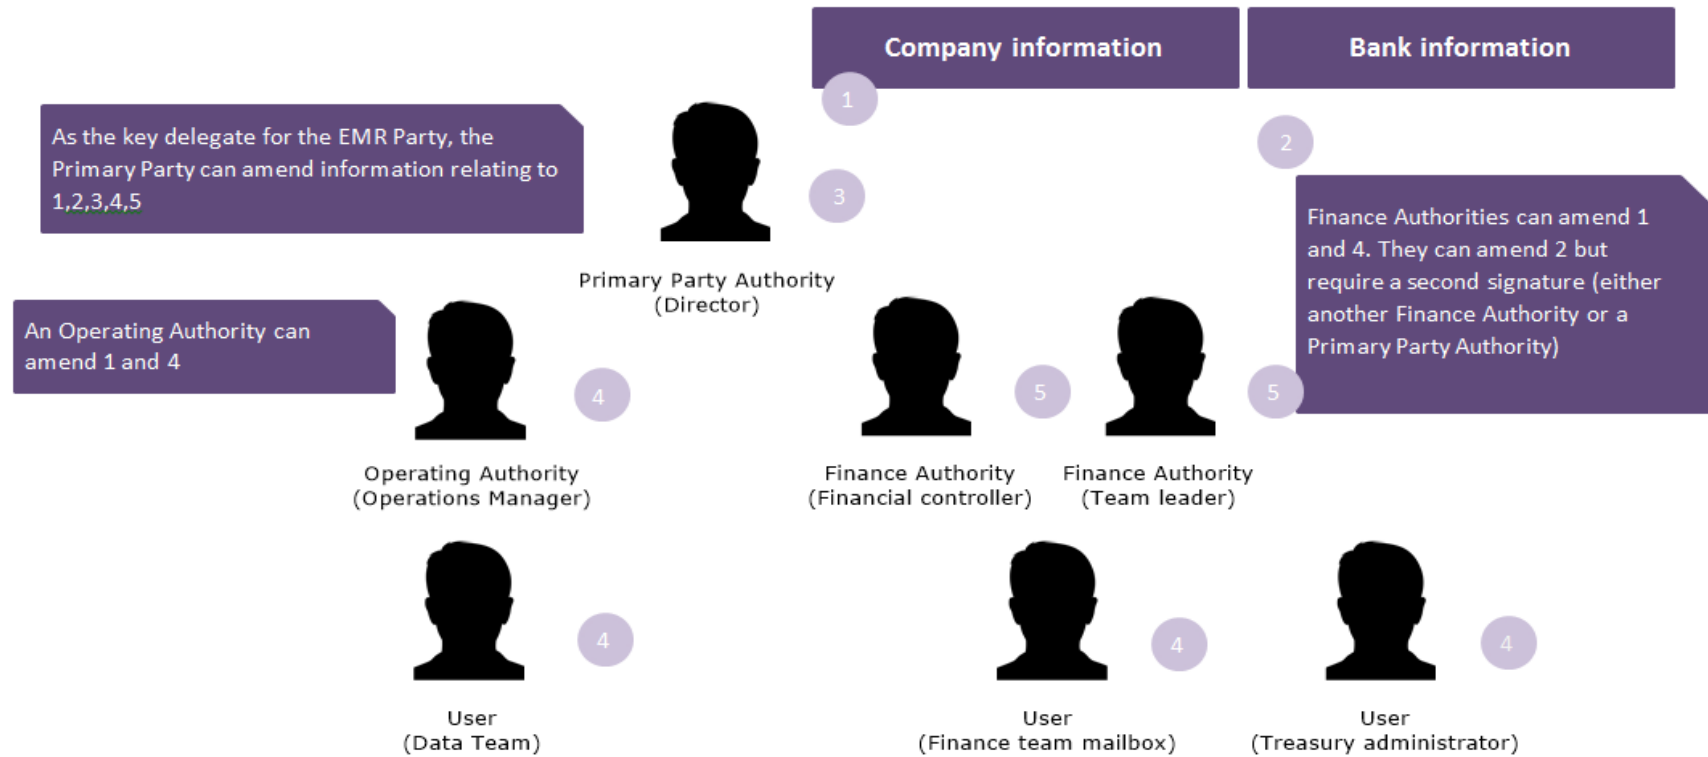 Company information
Bank information
1
As the key delegate for the EMR Party, the
Primary Party can amend information relating to
1,2,3,4,5
2
3
Finance Authorities can amend 1
and 4. They can amend 2 but
require a second signature (either
another Finance Authority or a
Primary Party Authority)
Primary Party Authority
(Director)
An Operating Authority can
amend 1 and 4
4
5
5
Operating Authority
(Operations Manager)
Finance Authority
(Financial controller)
Finance Authority
(Team leader)
4
4
4
User
(Data Team)
User
(Finance team mailbox)
User
(Treasury administrator)